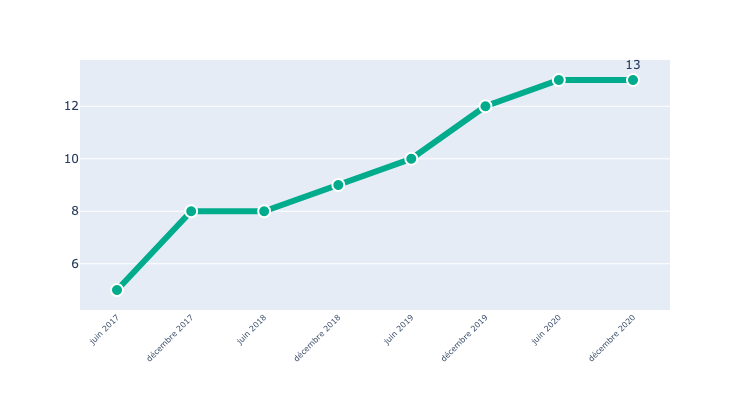 13
12
10
8
6
juin 2017
décembre 2017
juin 2018
décembre 2018
juin 2019
décembre 2019
juin 2020
décembre 2020